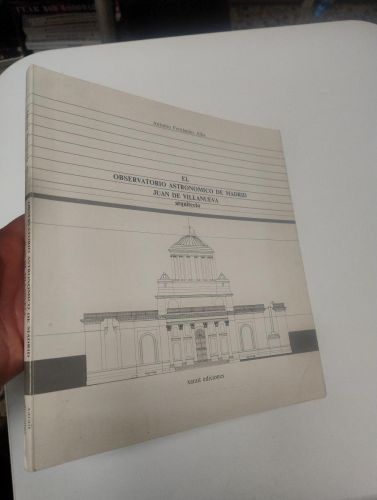 Antonio Fernández Alba
EL
OBSERVATORIO ASTRONOMICO DE MADRID
JUAN DE VILLANUEVA
arquitecto
xarait ediciones